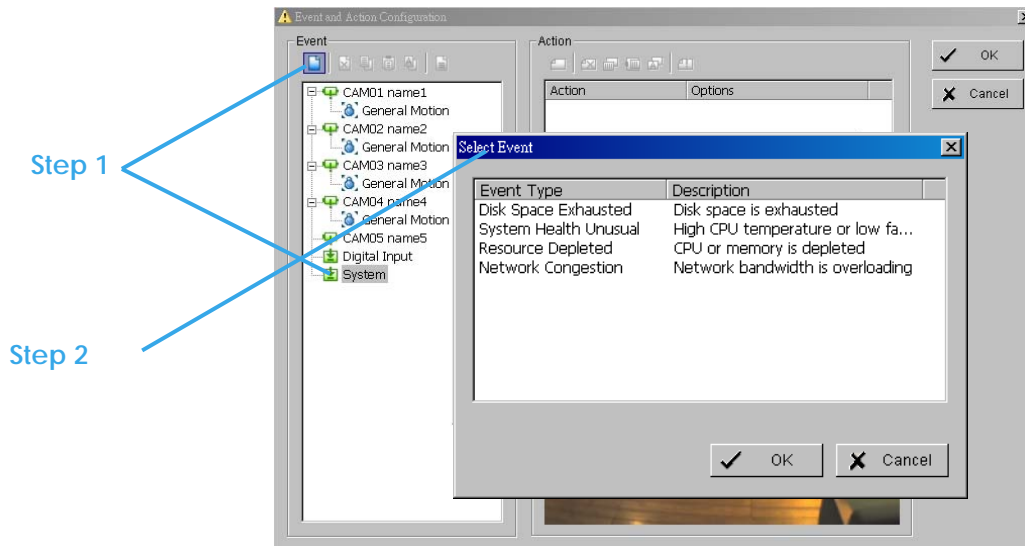 Event and Action Configuration
Event
Action
OK
Cancel
CAM01 name1
General Motion
CAM02 name2
General Motion
CAM03 name3
General Motion
CAM04 name4
General Motion
CAM05 name5
Digital Input
System
Action Options
Step 1
Step 2
Select Event
Event Type Description
Disk Space Exhausted Disk space is exhausted
System Health Unusual High CPU temperature or low fa...
Resource Depleted CPU or memory is depleted
Network Congestion Network bandwidth is overloading
OK Cancel